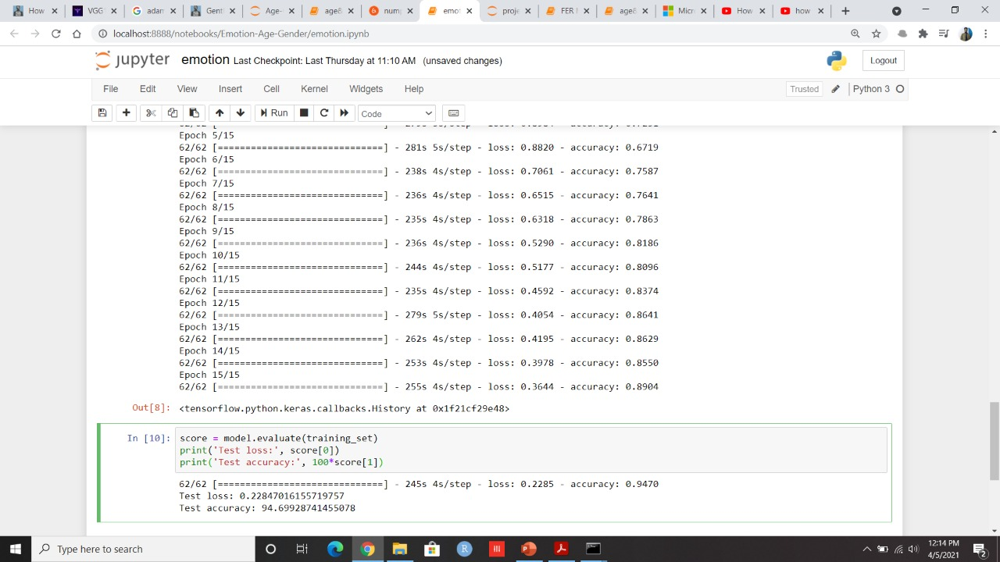 How
VGG
adam
Gend
Age-
age&
nump
emot
proje
FER M
age&
Micro
How
how
localhost:8888/notebooks/Emotion-Age-Gender/emotion.ipynb
jupyter emotion Last Checkpoint: Last Thursday at 11:10 AM (unsaved changes)
Logout
File Edit View Insert Cell Kernel Widgets Help
Trusted Python 3
Run Code
Epoch 5/15
62/62 [==============================] - 281s 5s/step - loss: 0.8820 - accuracy: 0.6719
Epoch 6/15
62/62 [==============================] - 238s 4s/step - loss: 0.7061 - accuracy: 0.7587
Epoch 7/15
62/62 [==============================] - 236s 4s/step - loss: 0.6515 - accuracy: 0.7641
Epoch 8/15
62/62 [==============================] - 235s 4s/step - loss: 0.6318 - accuracy: 0.7863
Epoch 9/15
62/62 [==============================] - 236s 4s/step - loss: 0.5290 - accuracy: 0.8186
Epoch 10/15
62/62 [==============================] - 244s 4s/step - loss: 0.5177 - accuracy: 0.8096
Epoch 11/15
62/62 [==============================] - 235s 4s/step - loss: 0.4592 - accuracy: 0.8374
Epoch 12/15
62/62 [==============================] - 279s 5s/step - loss: 0.4054 - accuracy: 0.8641
Epoch 13/15
62/62 [==============================] - 262s 4s/step - loss: 0.4195 - accuracy: 0.8629
Epoch 14/15
62/62 [==============================] - 253s 4s/step - loss: 0.3978 - accuracy: 0.8550
Epoch 15/15
62/62 [==============================] - 255s 4s/step - loss: 0.3644 - accuracy: 0.8904
Out[8]: <tensorflow.python.keras.callbacks.History at 0x1f21cf29e48>
In [10]: score = model.evaluate(training_set)
print('Test loss:', score[0])
print('Test accuracy:', 100*score[1])
62/62 [==============================] - 245s 4s/step - loss: 0.2285 - accuracy: 0.9470
Test loss: 0.22847016155719757
Test accuracy: 94.69928741455078
Type here to search
12:14 PM
4/5/2021
2